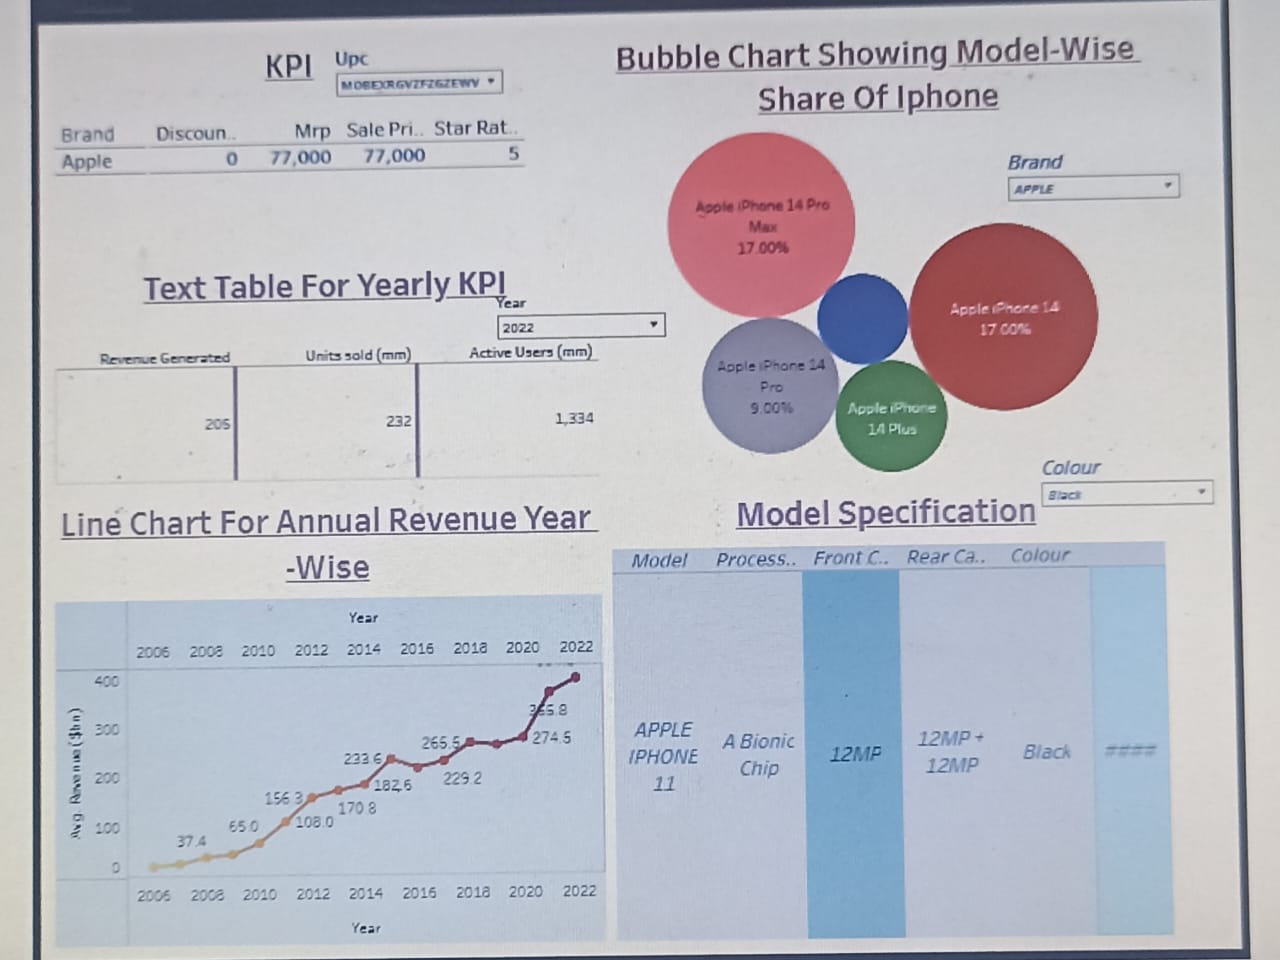 KPI
Upc
MOBEXRGVZFZGZEWV
Brand Discoun.. Mrp Sale Pri.. Star Rat..
Apple 0 77,000 77,000 5
Text Table For Yearly KPI
Year
2022
Revenue Generated Units sold (mm) Active Users (mm)
205 232 1,334
Line Chart For Annual Revenue Year
-Wise
Year
2006 2008 2010 2012 2014 2016 2018 2020 2022
Avg. Revenue ($bn)
400
300
200
100
0
37.4
65.0
108.0
156.3
170.8
182.6
233.6
229.2
265.5
274.5
365.8
2006 2008 2010 2012 2014 2016 2018 2020 2022
Year
Bubble Chart Showing Model-Wise
Share Of Iphone
Brand
APPLE
Apple iPhone 14 Pro
Max
17.00%
Apple iPhone 14
17.00%
Apple iPhone 14
Pro
9.00%
Apple iPhone
14 Plus
Colour
Black
Model Specification
Model Process.. Front C.. Rear Ca.. Colour
APPLE
IPHONE
11
A Bionic
Chip
12MP
12MP +
12MP
Black
####